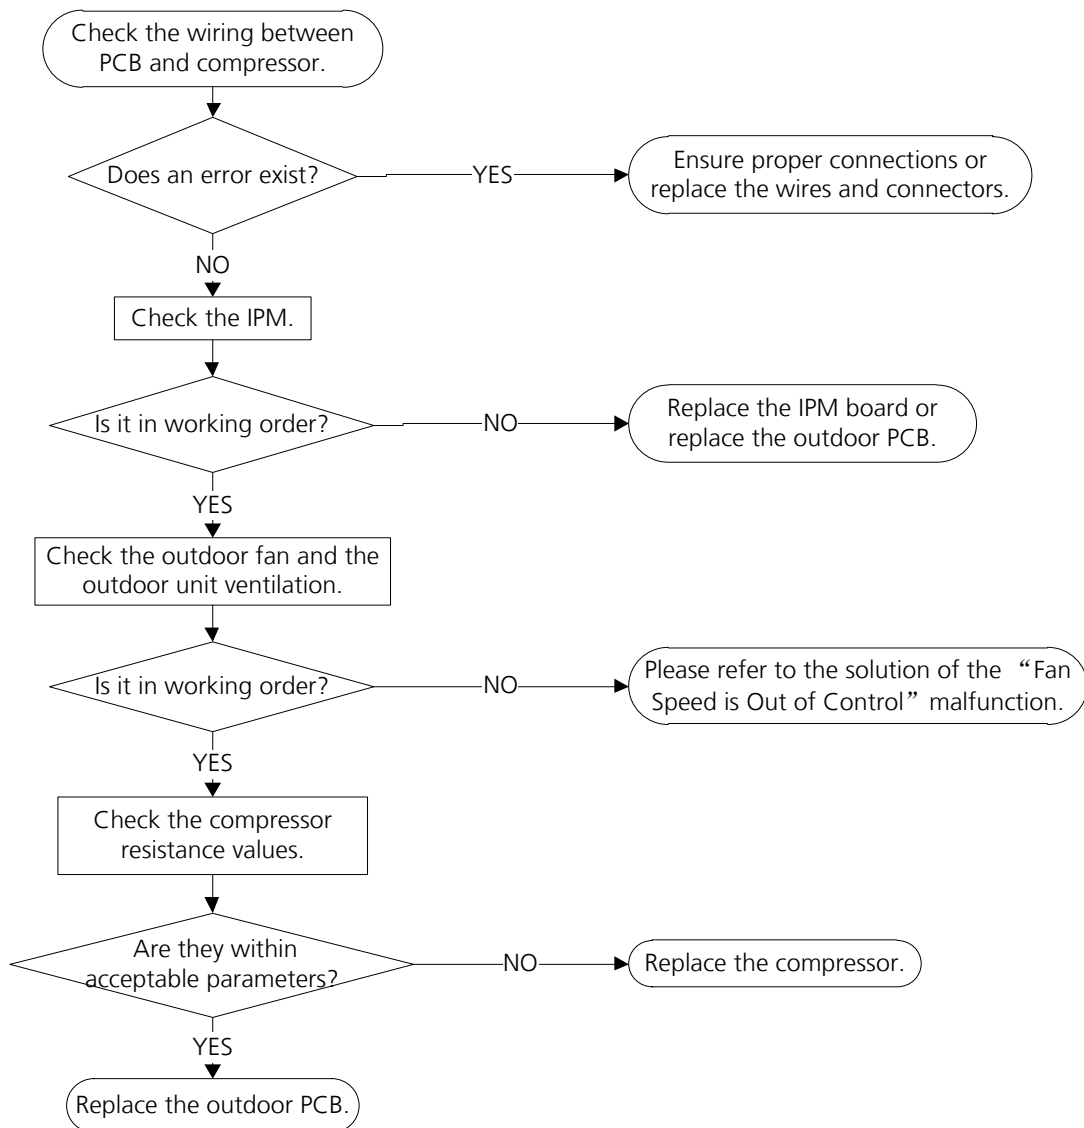 Check the wiring between
PCB and compressor.
Does an error exist?
YES
Ensure proper connections or
replace the wires and connectors.
NO
Check the IPM.
Is it in working order?
NO
Replace the IPM board or
replace the outdoor PCB.
YES
Check the outdoor fan and the
outdoor unit ventilation.
Is it in working order?
NO
Please refer to the solution of the “Fan
Speed is Out of Control” malfunction.
YES
Check the compressor
resistance values.
Are they within
acceptable parameters?
NO
Replace the compressor.
YES
Replace the outdoor PCB.